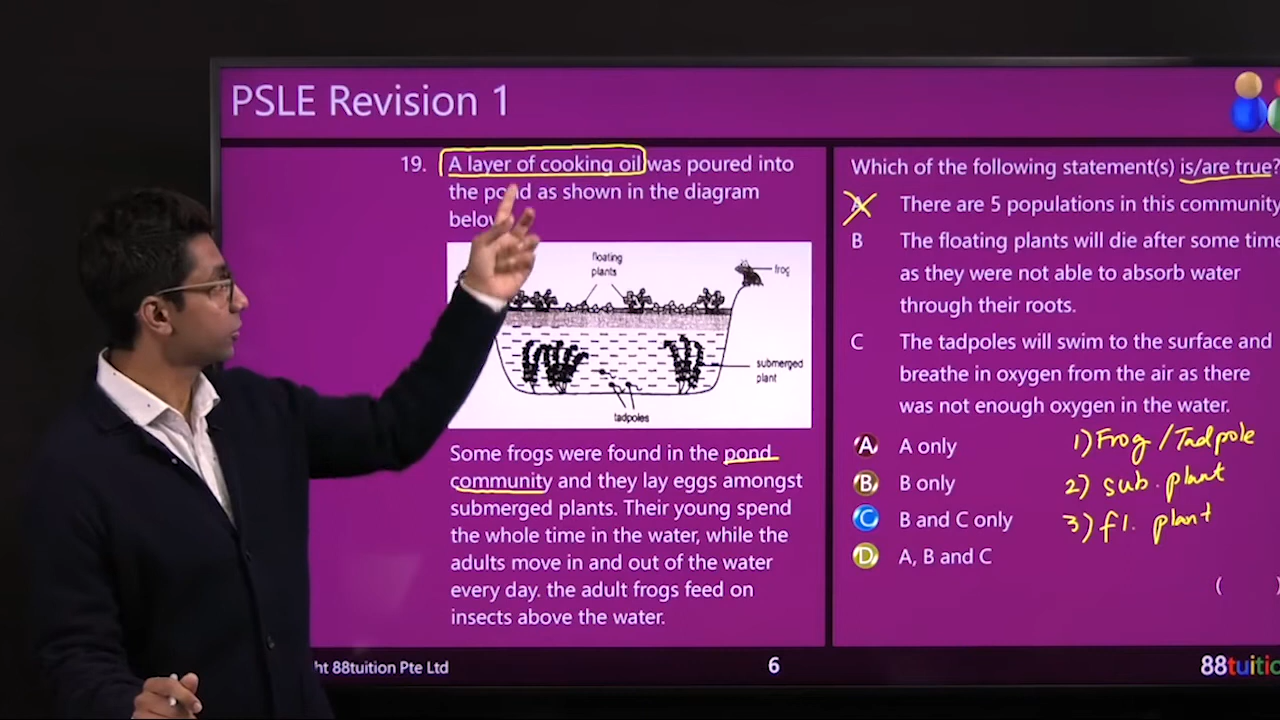 PSLE Revision 1
19. A layer of cooking oil was poured into
the pond as shown in the diagram
below
floating
plants
frog
submerged
plant
tadpoles
Some frogs were found in the pond
community and they lay eggs amongst
submerged plants. Their young spend
the whole time in the water, while the
adults move in and out of the water
every day. the adult frogs feed on
insects above the water.
Which of the following statement(s) is/are true?
A There are 5 populations in this community
B The floating plants will die after some time
as they were not able to absorb water
through their roots.
C The tadpoles will swim to the surface and
breathe in oxygen from the air as there
was not enough oxygen in the water.
A A only
B B only
C B and C only
D A, B and C
( )
1) Frog / Tadpole
2) sub. plant
3) fl. plant
ht 88tuition Pte Ltd
6
88tuitio